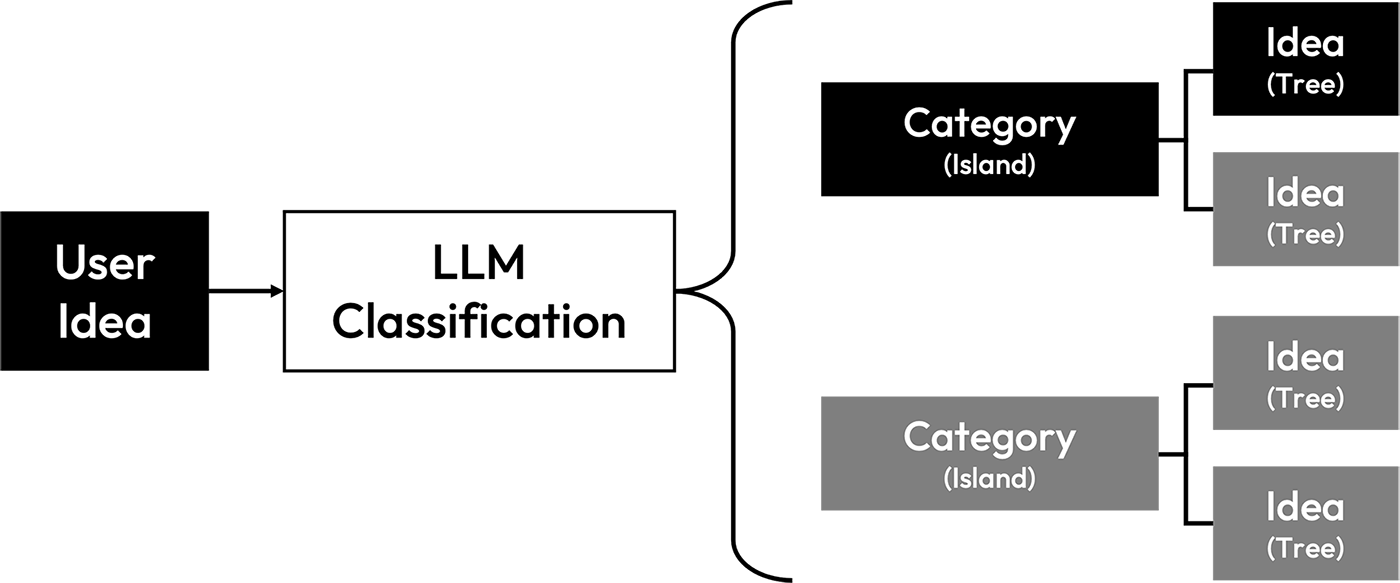 User
Idea
LLM
Classification
Category
(Island)
Idea
(Tree)
Idea
(Tree)
Category
(Island)
Idea
(Tree)
Idea
(Tree)